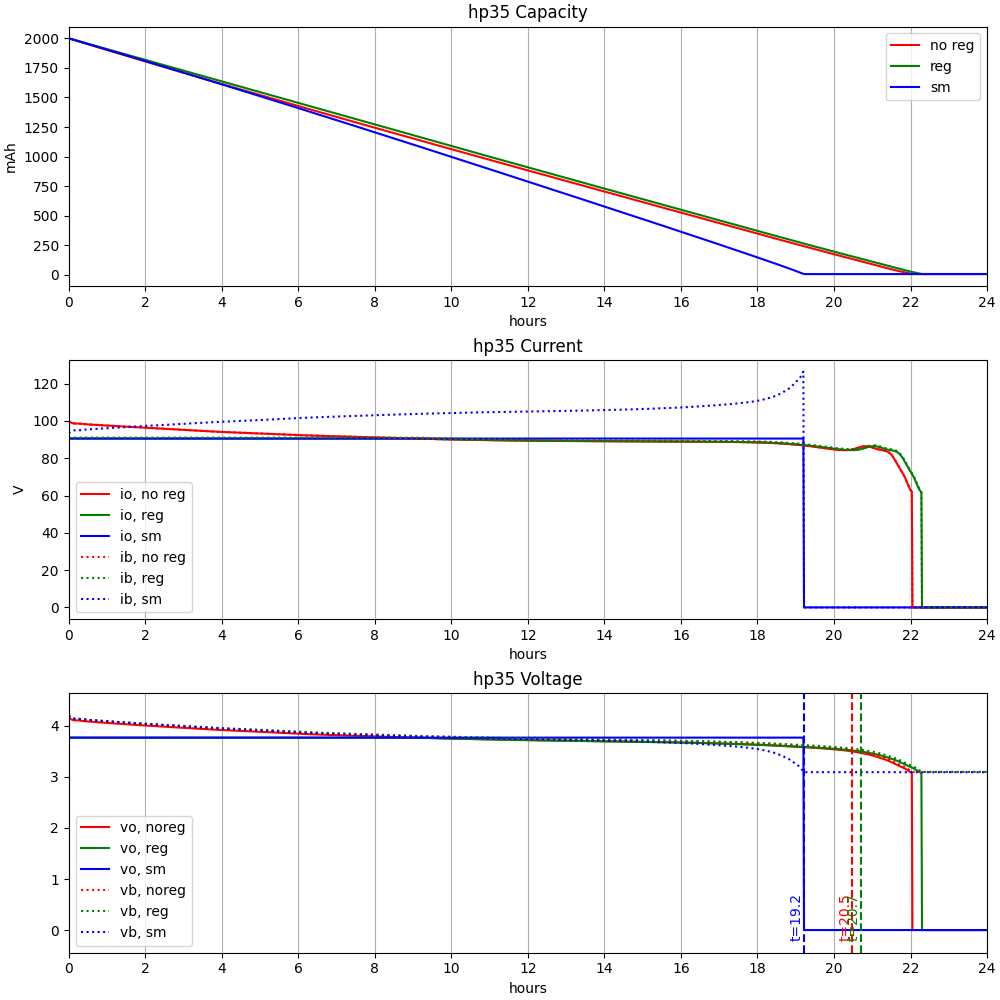 hp35 Capacity
mAh
2000
1750
1500
1250
1000
750
500
250
0
no reg
reg
sm
0 2 4 6 8 10 12 14 16 18 20 22 24
hours
hp35 Current
V
120
100
80
60
40
20
0
io, no reg
io, reg
io, sm
ib, no reg
ib, reg
ib, sm
0 2 4 6 8 10 12 14 16 18 20 22 24
hours
hp35 Voltage
4
3
2
1
0
vo, noreg
vo, reg
vo, sm
vb, noreg
vb, reg
vb, sm
t=19.2
t=20.5
t=20.7
0 2 4 6 8 10 12 14 16 18 20 22 24
hours